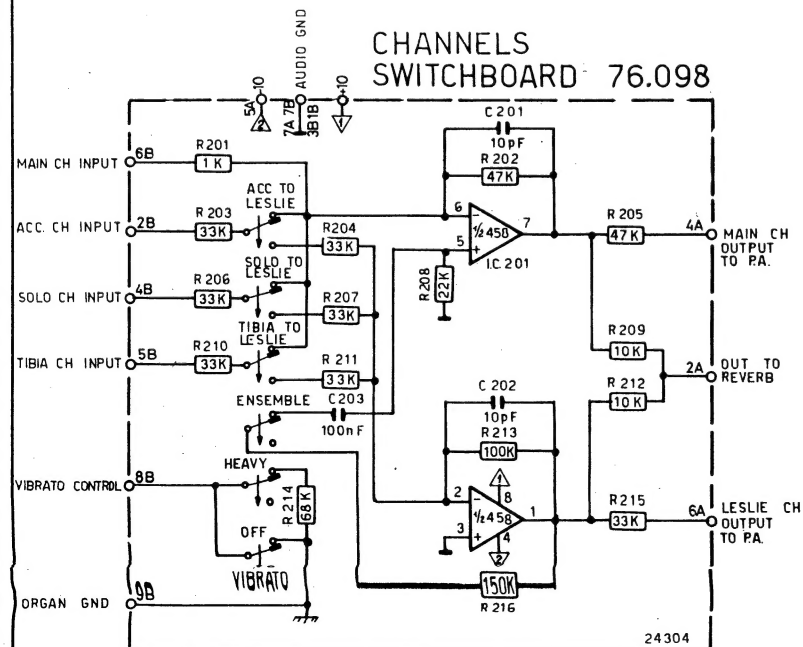 CHANNELS
SWITCHBOARD 76.098
5A -10
7A 7B AUDIO GND
3B1B
+10
2
1
MAIN CH INPUT
6B
R201
1K
ACC. CH INPUT
2B
R203
33K
ACC TO
LESLIE
R204
33K
SOLO CH INPUT
4B
R206
33K
SOLO TO
LESLIE
R207
33K
TIBIA CH INPUT
5B
R210
33K
TIBIA TO
LESLIE
R211
33K
ENSEMBLE
C203
100nF
VIBRATO CONTROL
8B
HEAVY
R214
68K
OFF
VIBRATO
ORGAN GND
9B
C201
10pF
R202
47K
6
-
½458
7
5
+
I.C.201
R208
22K
R205
47K
4A
MAIN CH
OUTPUT
TO P.A.
R209
10K
R212
10K
2A
OUT TO
REVERB
C202
10pF
R213
100K
1
8
2
-
½458
1
3
+
4
2
R215
33K
6A
LESLIE CH
OUTPUT
TO P.A.
150K
R216
24304